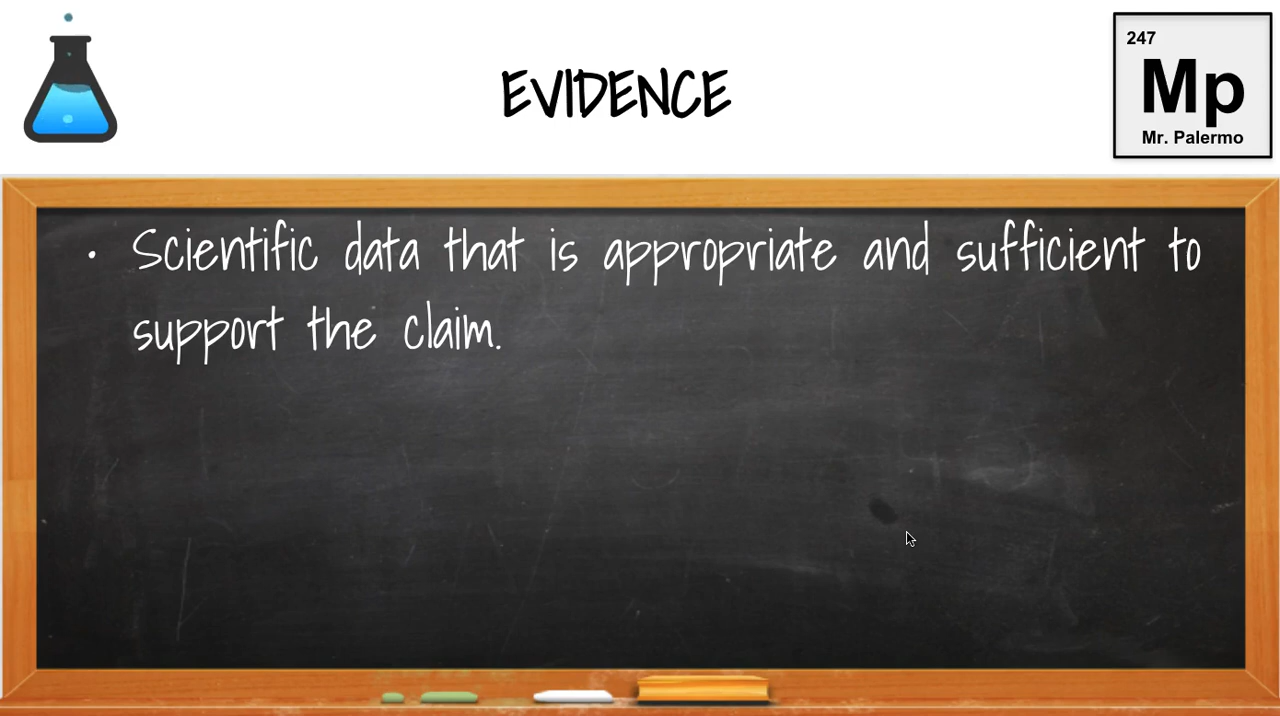 EVIDENCE
247
Mp
Mr. Palermo
• Scientific data that is appropriate and sufficient to
support the claim.